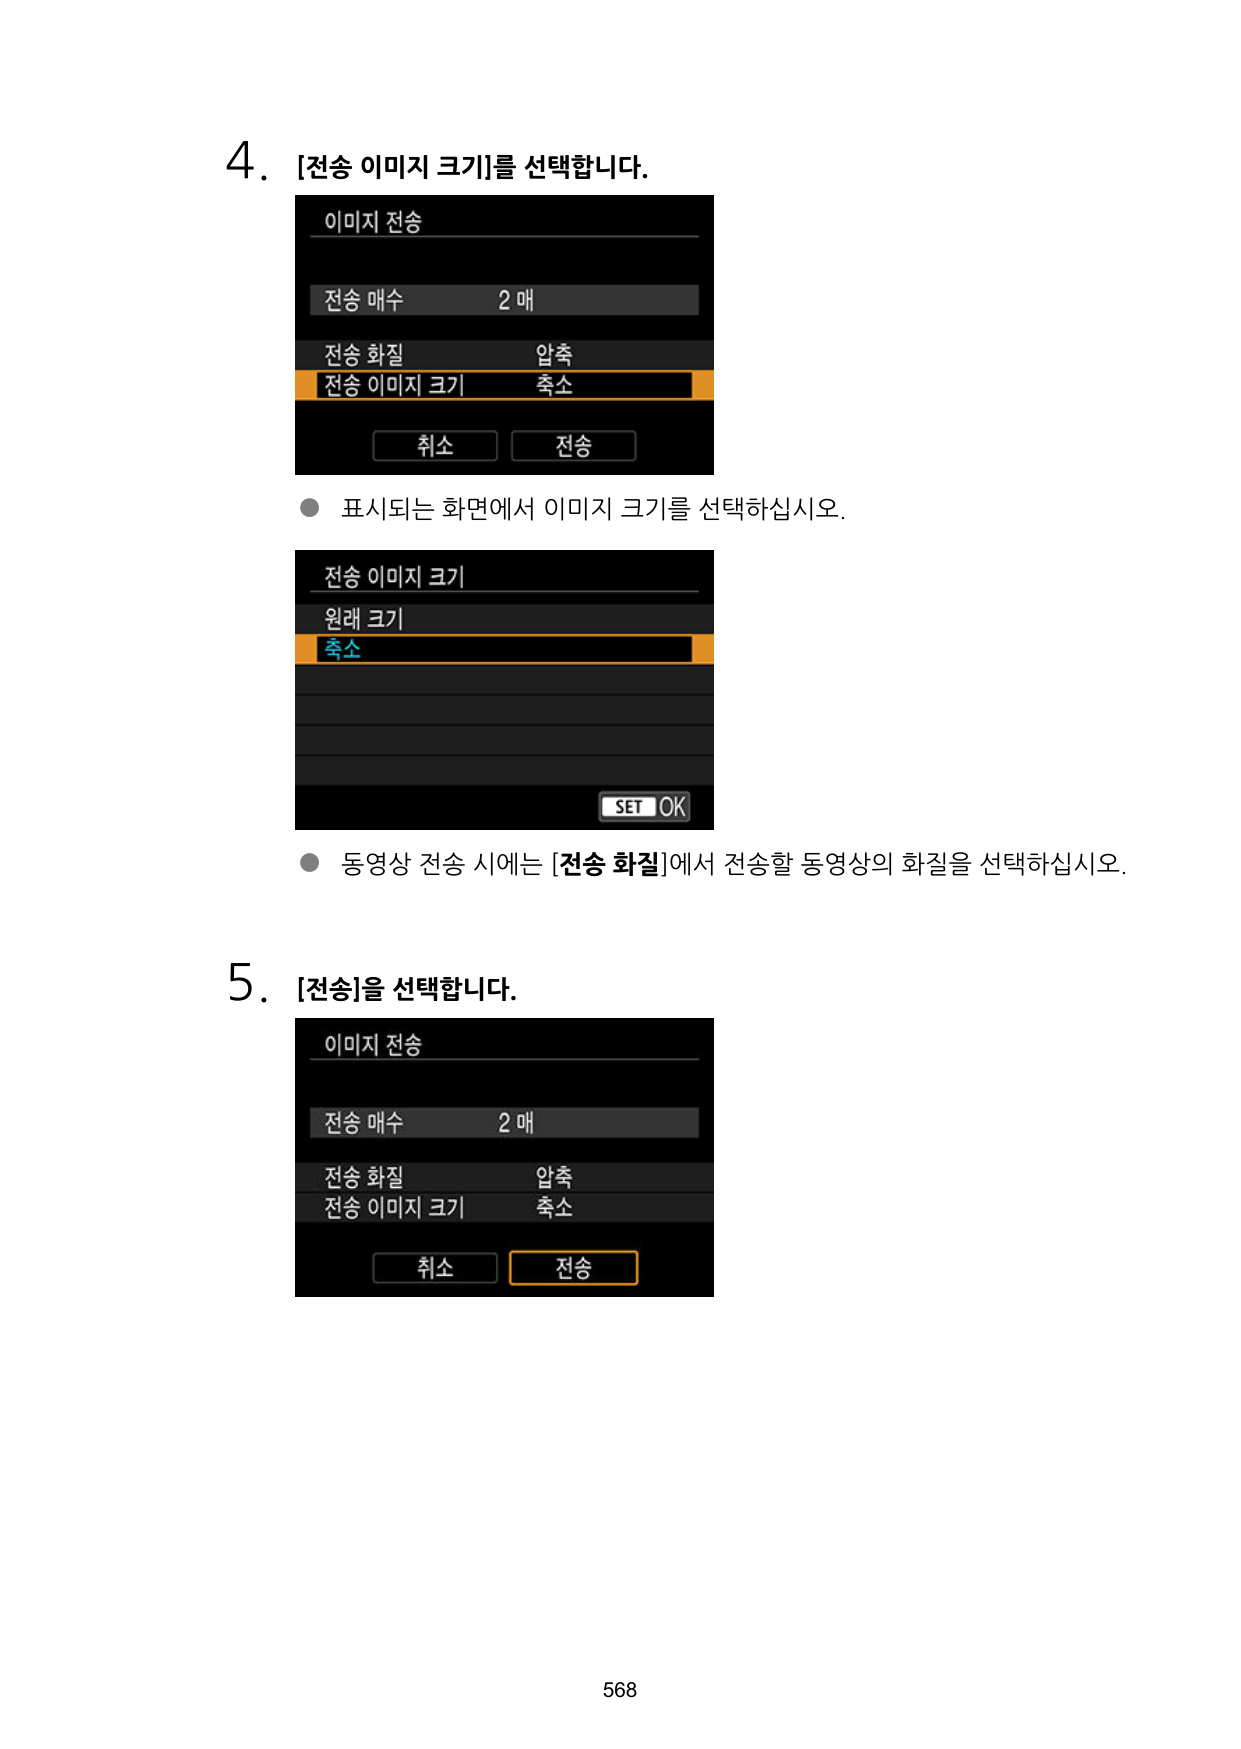 4. [전송 이미지 크기]를 선택합니다.
이미지 전송
전송 매수 2 매
전송 화질 압축
전송 이미지 크기 축소
취소 전송
● 표시되는 화면에서 이미지 크기를 선택하십시오.
전송 이미지 크기
원래 크기
축소
SET OK
● 동영상 전송 시에는 [전송 화질]에서 전송할 동영상의 화질을 선택하십시오.
5. [전송]을 선택합니다.
이미지 전송
전송 매수 2 매
전송 화질 압축
전송 이미지 크기 축소
취소 전송
568